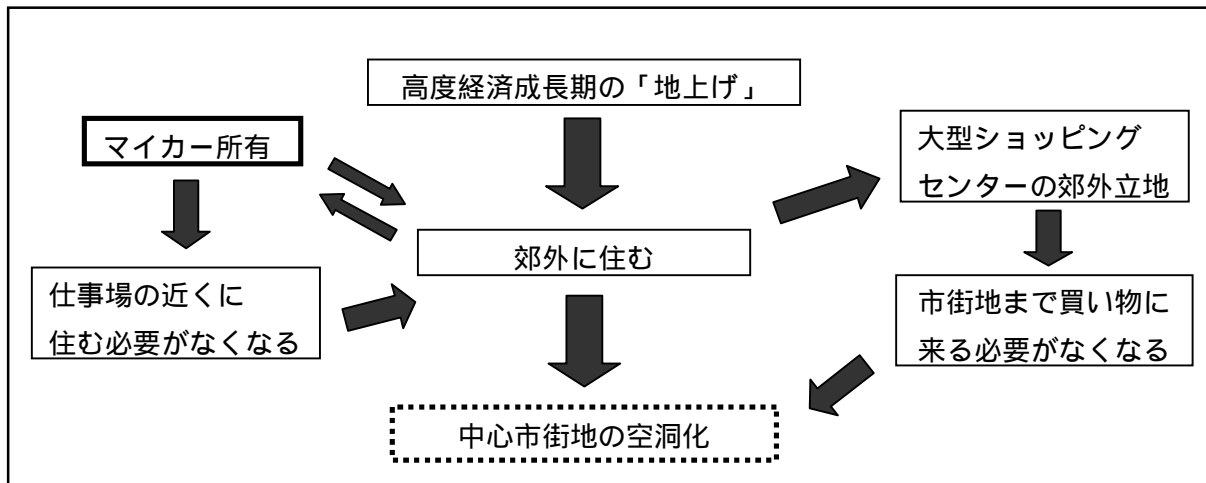 高度経済成長期の「地上げ」
マイカー所有
大型ショッピング
センターの郊外立地
郊外に住む
仕事場の近くに
住む必要がなくなる
市街地まで買い物に
来る必要がなくなる
中心市街地の空洞化